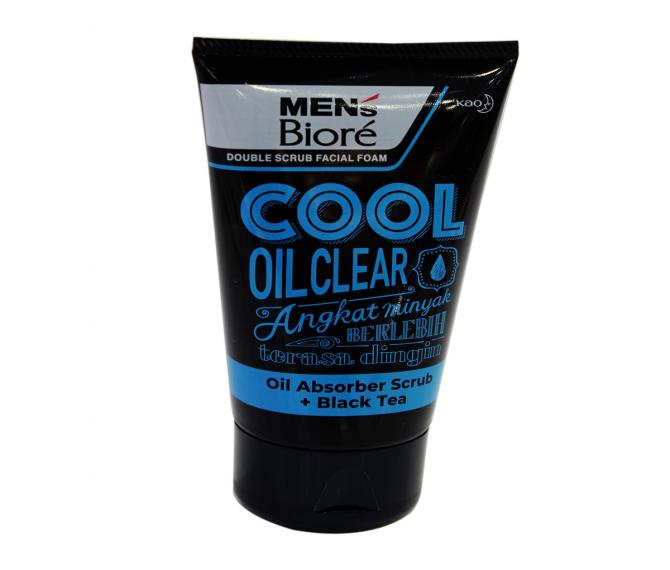 MEN's
Bioré
Kao
DOUBLE SCRUB FACIAL FOAM
COOL
OIL CLEAR
Angkat minyak
BERLEBIH
terasa dingin
Oil Absorber Scrub
+ Black Tea